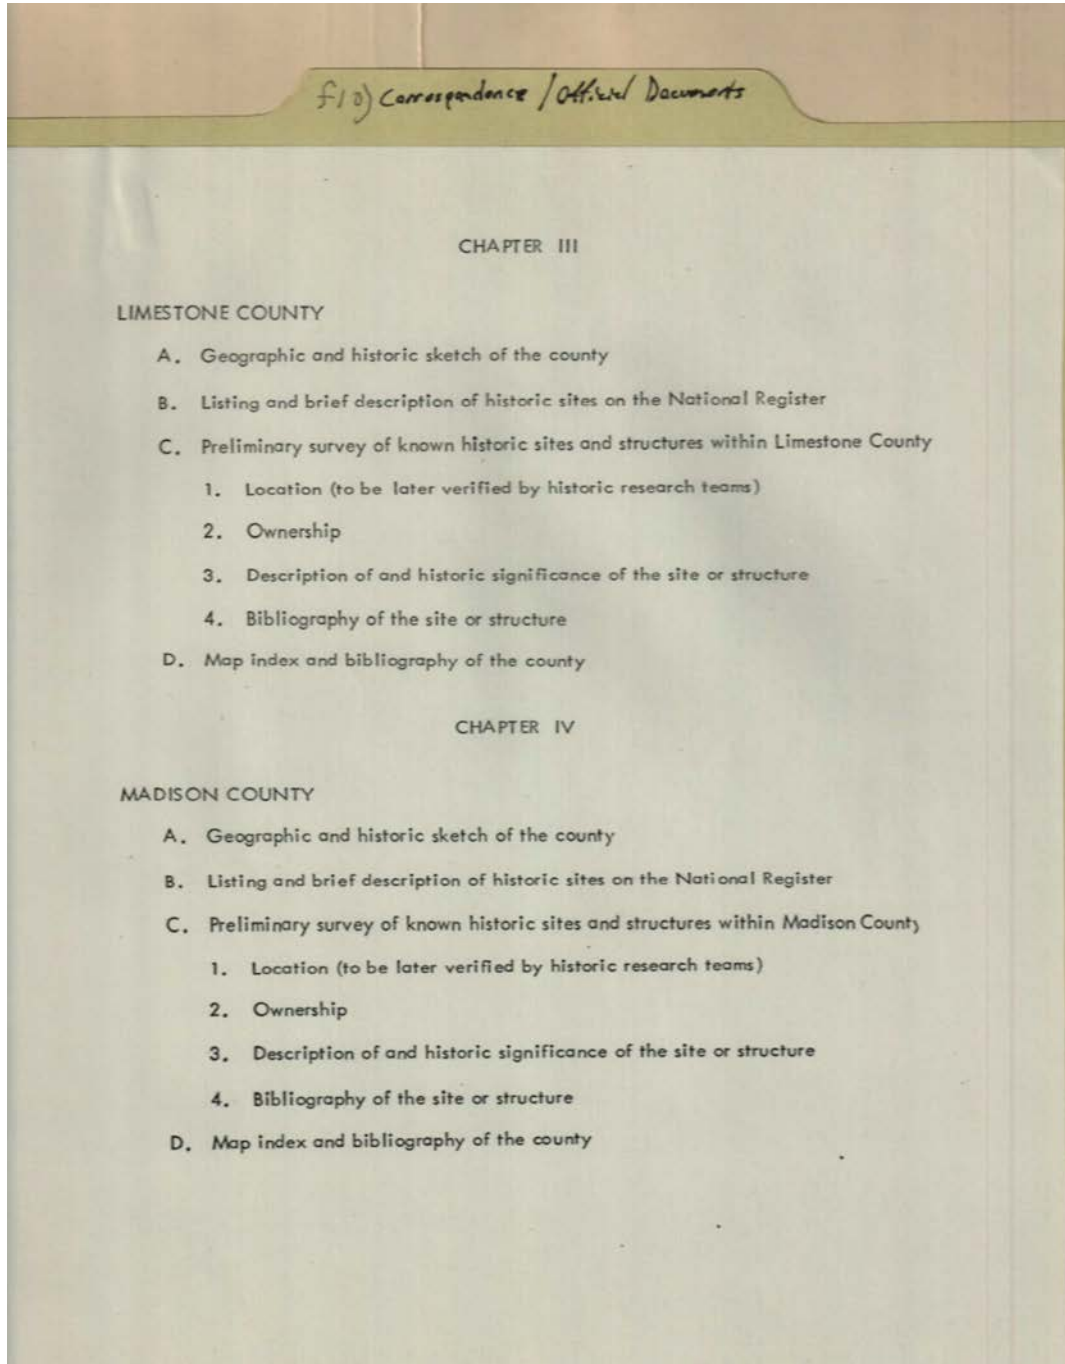 f10) Correspondence / Official Documents
CHAPTER III
LIMESTONE COUNTY
A. Geographic and historic sketch of the county
B. Listing and brief description of historic sites on the National Register
C. Preliminary survey of known historic sites and structures within Limestone County
1. Location (to be later verified by historic research teams)
2. Ownership
3. Description of and historic significance of the site or structure
4. Bibliography of the site or structure
D. Map index and bibliography of the county
CHAPTER IV
MADISON COUNTY
A. Geographic and historic sketch of the county
B. Listing and brief description of historic sites on the National Register
C. Preliminary survey of known historic sites and structures within Madison County
1. Location (to be later verified by historic research teams)
2. Ownership
3. Description of and historic significance of the site or structure
4. Bibliography of the site or structure
D. Map index and bibliography of the county